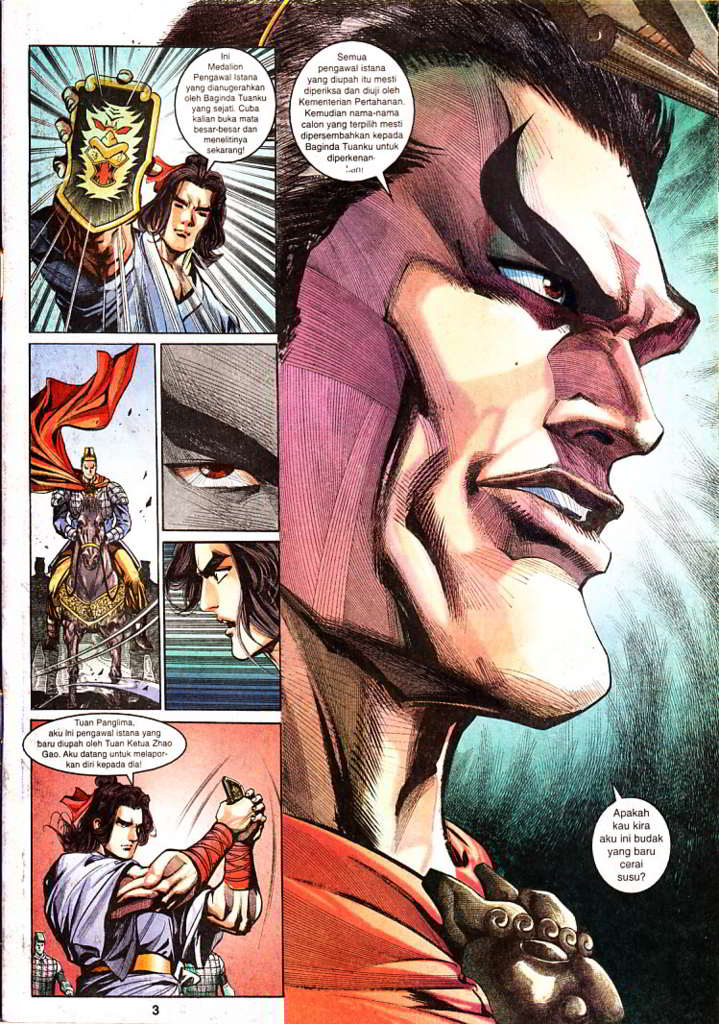 Ini
Medalion
Pengawal Istana
yang dianugerahkan
oleh Baginda Tuanku
yang sejati. Cuba
kalian buka mata
besar-besar dan
menelitinya
sekarang!
Tuan Panglima,
aku Ini pengawal istana yang
baru diupah oleh Tuan Ketua Zhao
Gao. Aku datang untuk melapor-
kan diri kepada dia!
Semua
pengawal istana
yang diupah itu mesti
diperiksa dan diuji oleh
Kementerian Pertahanan.
Kemudian nama-nama
calon yang terpilih mesti
dipersembahkan kepada
Baginda Tuanku untuk
diperkenan-
Apakah
kau kira
aku ini budak
yang baru
cerai
susu?
3